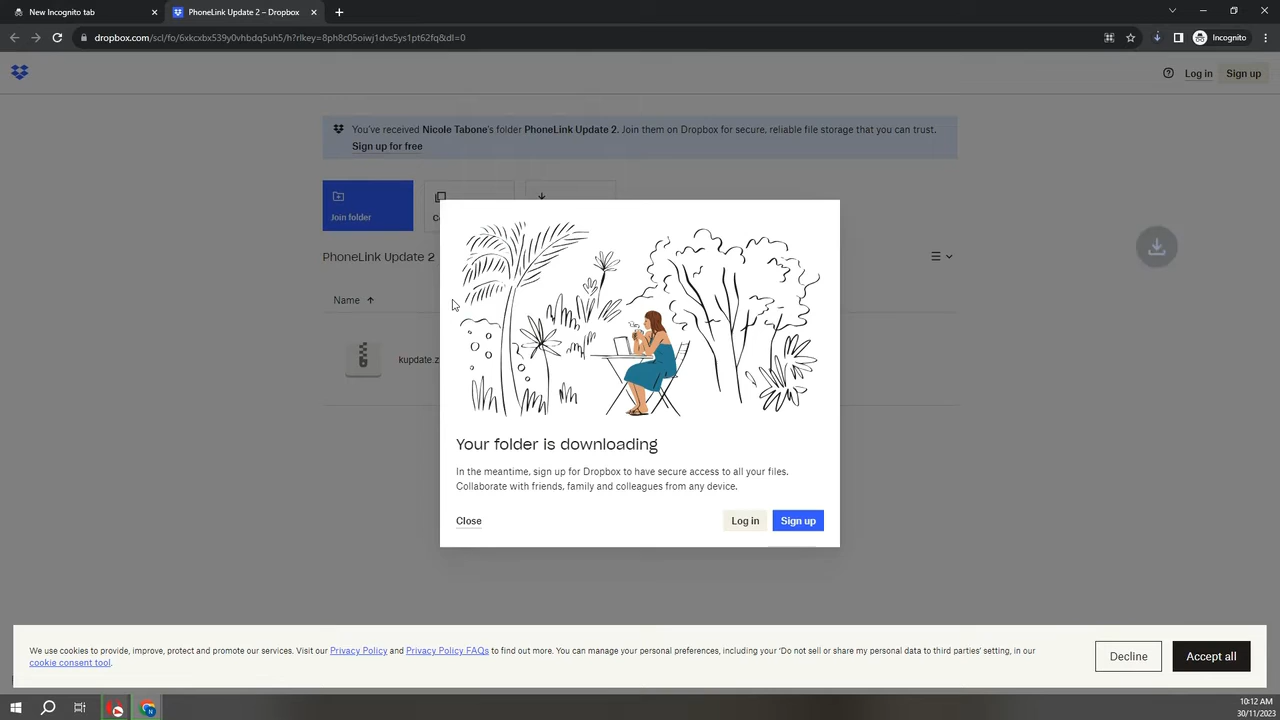 New Incognito tab
PhoneLink Update 2 – Dropbox
dropbox.com/scl/fo/6xkcxbx539y0vhbdq5uh5/h?rlkey=8ph8c05oiwj1dvs5ys1pt62fq&dl=0
Incognito
Log in
Sign up
You've received Nicole Tabone's folder PhoneLink Update 2. Join them on Dropbox for secure, reliable file storage that you can trust.
Sign up for free
Join folder
PhoneLink Update 2
Name
kupdate.z
Your folder is downloading
In the meantime, sign up for Dropbox to have secure access to all your files.
Collaborate with friends, family and colleagues from any device.
Close
Log in
Sign up
We use cookies to provide, improve, protect and promote our services. Visit our Privacy Policy and Privacy Policy FAQs to find out more. You can manage your personal preferences, including your 'Do not sell or share my personal data to third parties' setting, in our
cookie consent tool.
Decline
Accept all
10:12 AM
30/11/2023